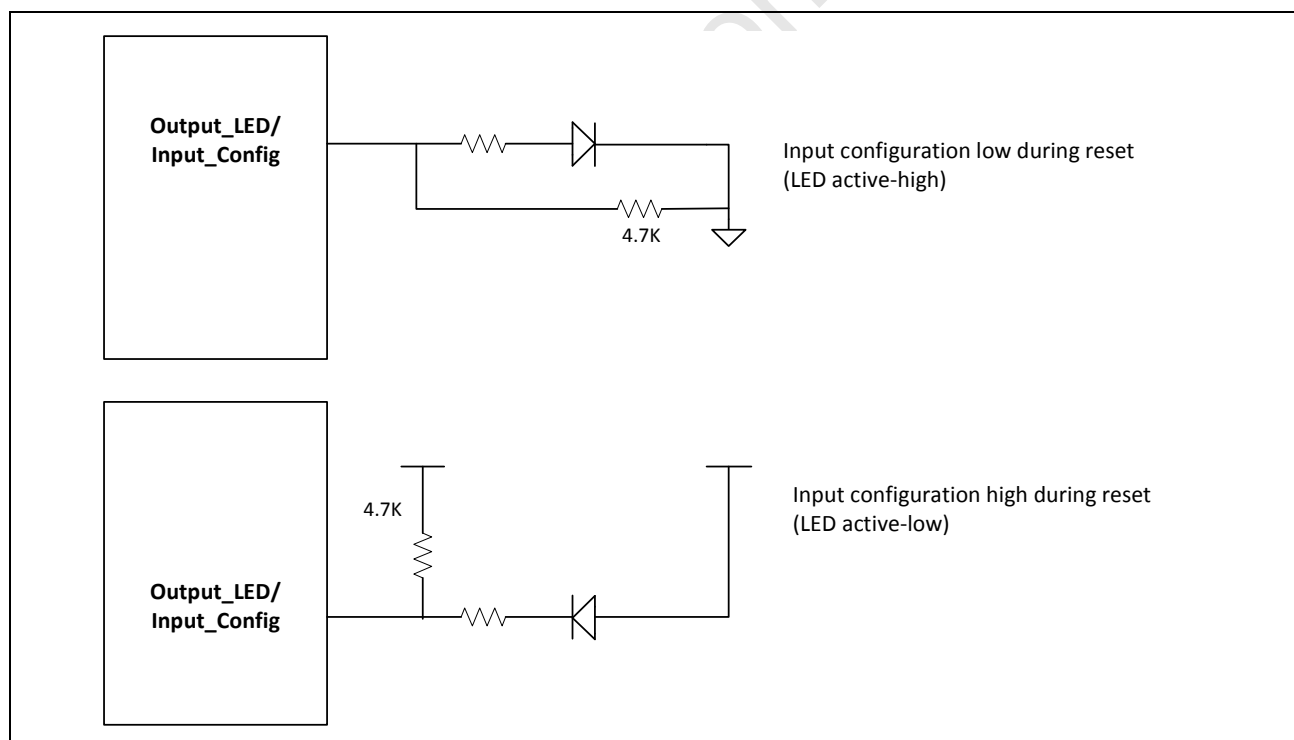 Output_LED/
Input_Config
Input configuration low during reset
(LED active-high)
4.7K
4.7K
Input configuration high during reset
(LED active-low)
Output_LED/
Input_Config